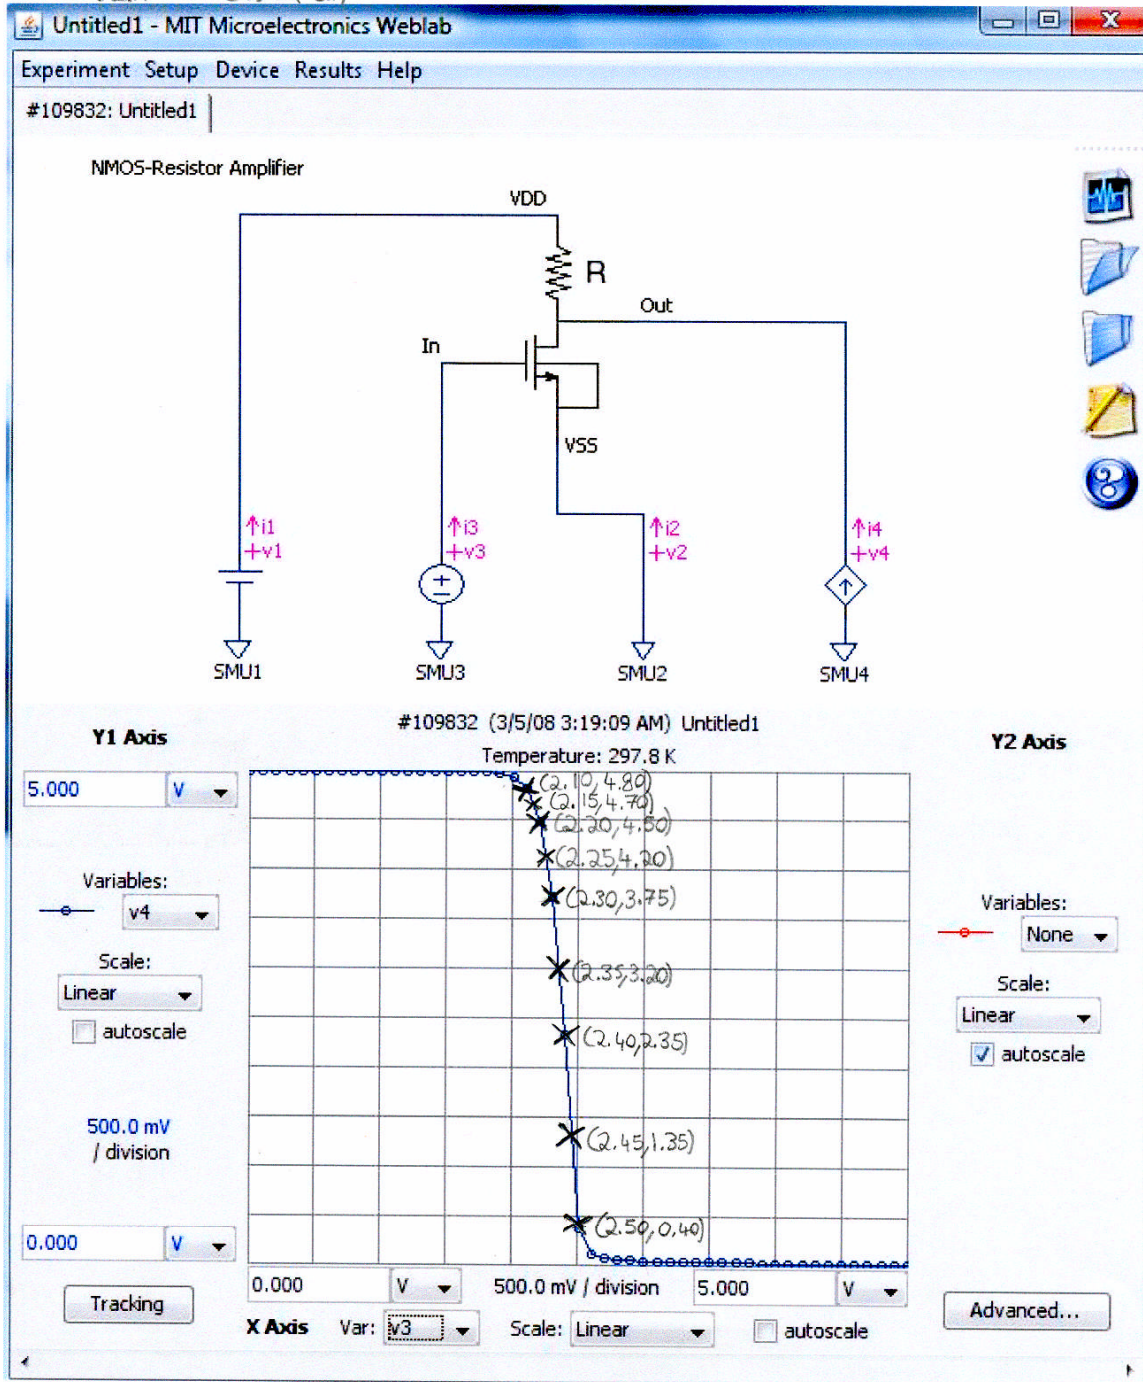 Untitled1 - MIT Microelectronics Weblab
Experiment Setup Device Results Help
#109832: Untitled1
NMOS-Resistor Amplifier
VDD
R
Out
In
VSS
i1
+v1
i3
+v3
i2
+v2
i4
+v4
SMU1
SMU3
SMU2
SMU4
#109832 (3/5/08 3:19:09 AM) Untitled1
Temperature: 297.8 K
Y1 Axis
5.000 V
Variables:
v4
Scale:
Linear
autoscale
500.0 mV
/ division
0.000 V
Tracking
(2.10,4.80)
(2.15,4.70)
(2.20,4.50)
(2.25,4.20)
(2.30,3.75)
(2.35,3.20)
(2.40,2.35)
(2.45,1.35)
(2.50,0.40)
0.000 V 500.0 mV / division 5.000 V
X Axis Var: v3 Scale: Linear autoscale
Y2 Axis
Variables:
None
Scale:
Linear
autoscale
Advanced...